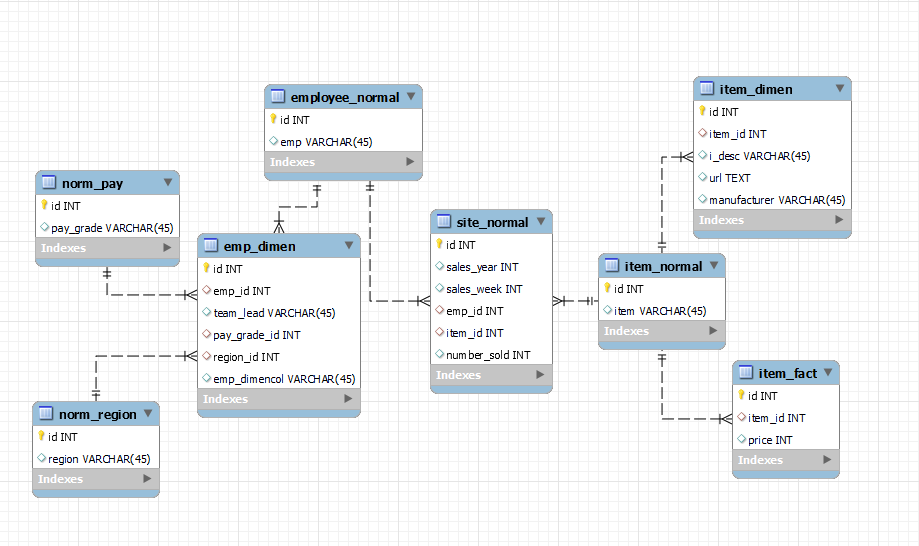 employee_normal
id INT
emp VARCHAR(45)
Indexes
item_dimen
id INT
item_id INT
i_desc VARCHAR(45)
url TEXT
manufacturer VARCHAR(45)
Indexes
norm_pay
id INT
pay_grade VARCHAR(45)
Indexes
emp_dimen
id INT
emp_id INT
team_lead VARCHAR(45)
pay_grade_id INT
region_id INT
emp_dimencol VARCHAR(45)
Indexes
site_normal
id INT
sales_year INT
sales_week INT
emp_id INT
item_id INT
number_sold INT
Indexes
item_normal
id INT
item VARCHAR(45)
Indexes
item_fact
id INT
item_id INT
price INT
Indexes
norm_region
id INT
region VARCHAR(45)
Indexes